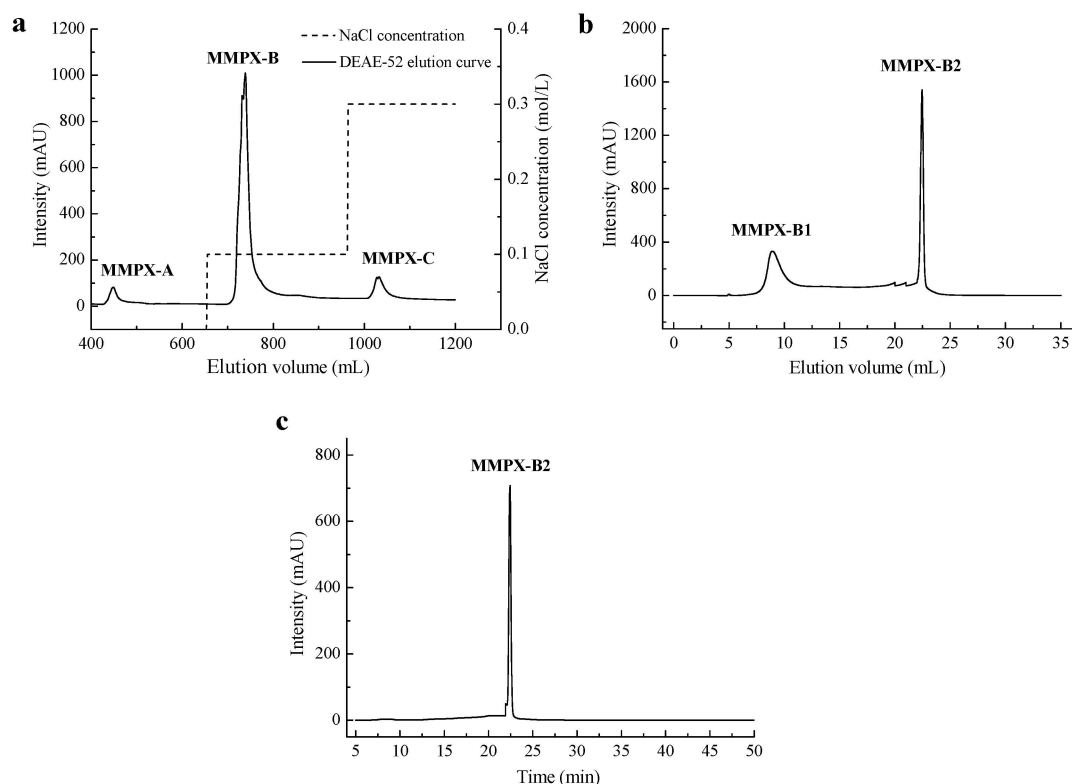 a
1200
1000
800
600
400
200
0
Intensity (mAU)
MMPX-A
MMPX-B
MMPX-C
NaCl concentration
DEAE-52 elution curve
0.4
0.3
0.2
0.1
0.0
NaCl concentration (mol/L)
400 600 800 1000 1200
Elution volume (mL)
b
2000
1600
1200
800
400
0
Intensity (mAU)
MMPX-B1
MMPX-B2
0 5 10 15 20 25 30 35
Elution volume (mL)
c
800
600
400
200
0
Intensity (mAU)
MMPX-B2
5 10 15 20 25 30 35 40 45 50
Time (min)